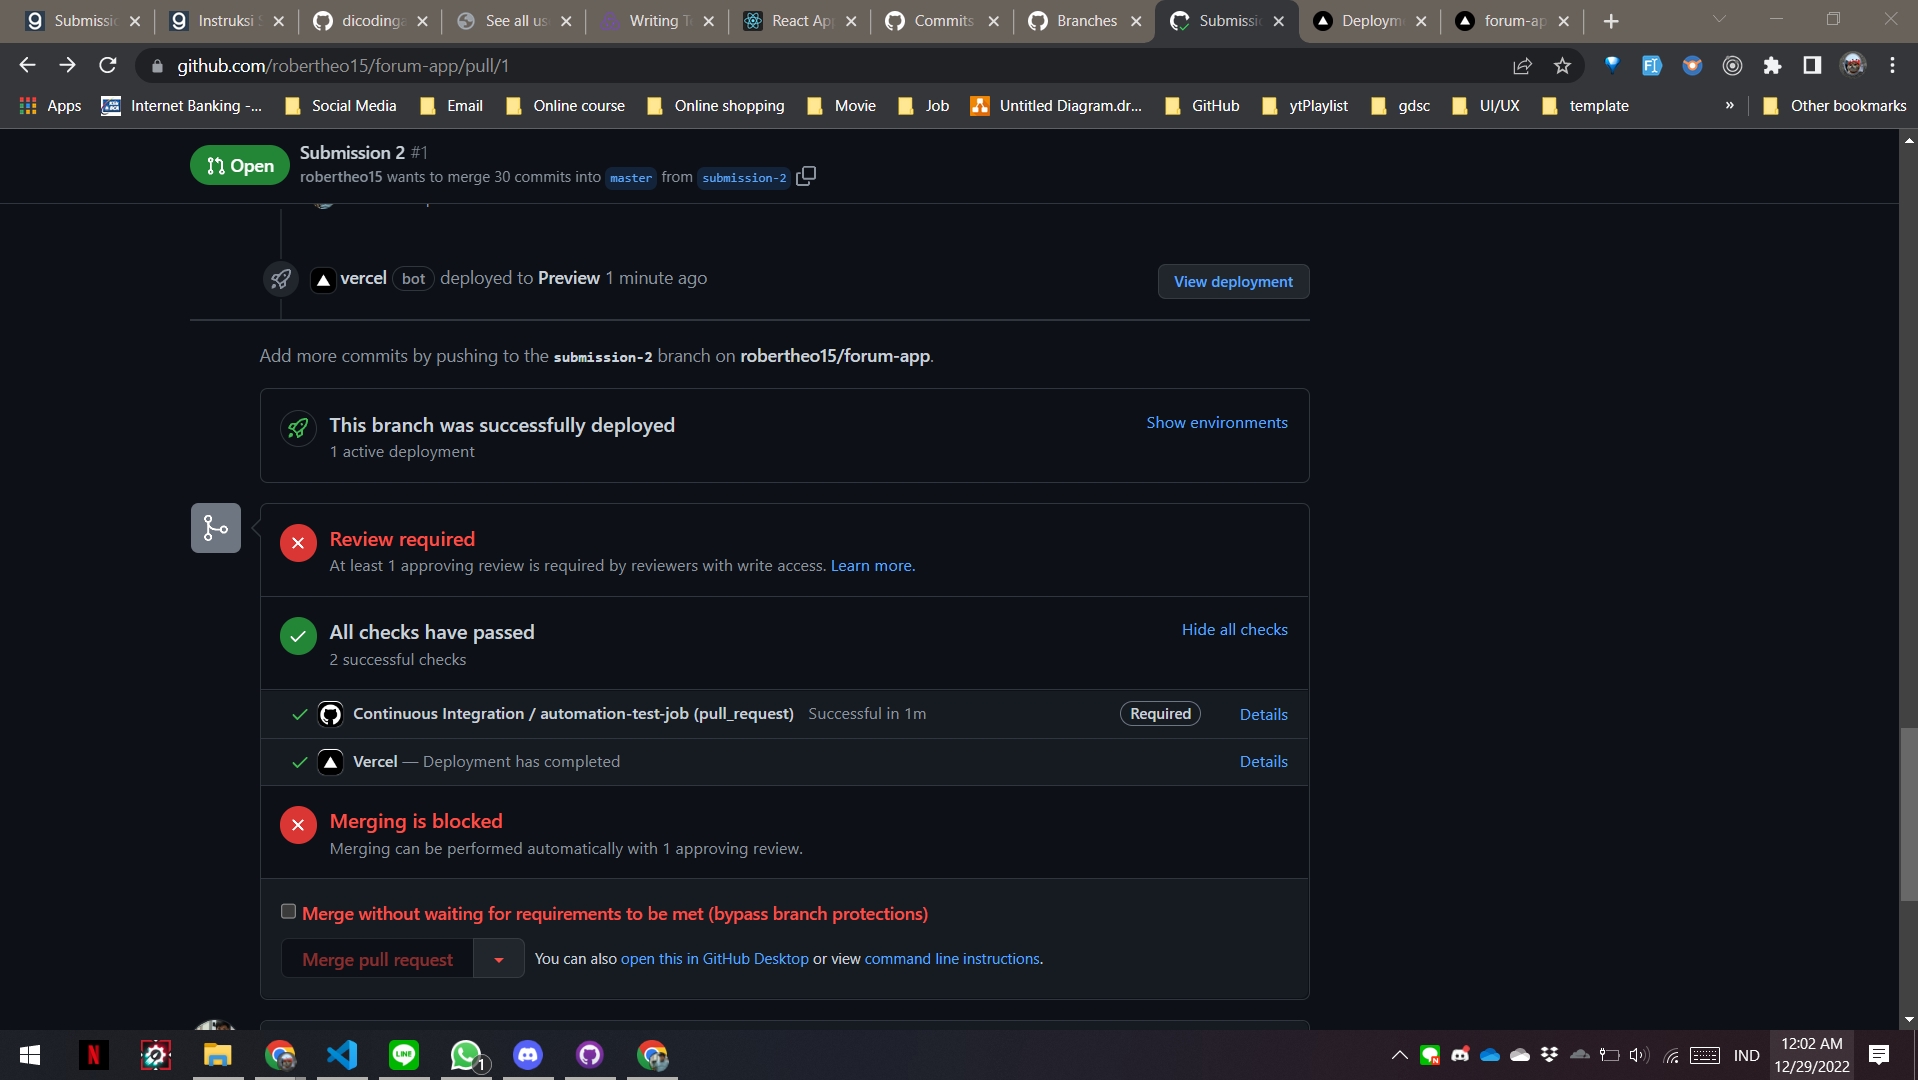 Submissio
Instruksi S
dicodinga
See all us
Writing Te
React App
Commits
Branches
Submissio
Deployme
forum-ap
github.com/robertheo15/forum-app/pull/1
Apps
Internet Banking -...
Social Media
Email
Online course
Online shopping
Movie
Job
Untitled Diagram.dr...
GitHub
ytPlaylist
gdsc
UI/UX
template
»
Other bookmarks
Open
Submission 2 #1
robertheo15 wants to merge 30 commits into master from submission-2
vercel bot deployed to Preview 1 minute ago
View deployment
Add more commits by pushing to the submission-2 branch on robertheo15/forum-app.
This branch was successfully deployed
Show environments
1 active deployment
Review required
At least 1 approving review is required by reviewers with write access. Learn more.
All checks have passed
Hide all checks
2 successful checks
Continuous Integration / automation-test-job (pull_request) Successful in 1m
Required
Details
Vercel — Deployment has completed
Details
Merging is blocked
Merging can be performed automatically with 1 approving review.
Merge without waiting for requirements to be met (bypass branch protections)
Merge pull request
You can also open this in GitHub Desktop or view command line instructions.
N
LINE
1
IND
12:02 AM
12/29/2022